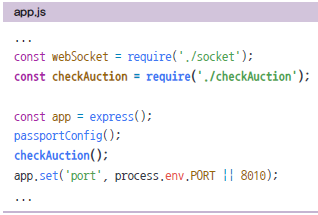 app.js
...
const webSocket = require('./socket');
const checkAuction = require('./checkAuction');
const app = express();
passportConfig();
checkAuction();
app.set('port', process.env.PORT || 8010);
...